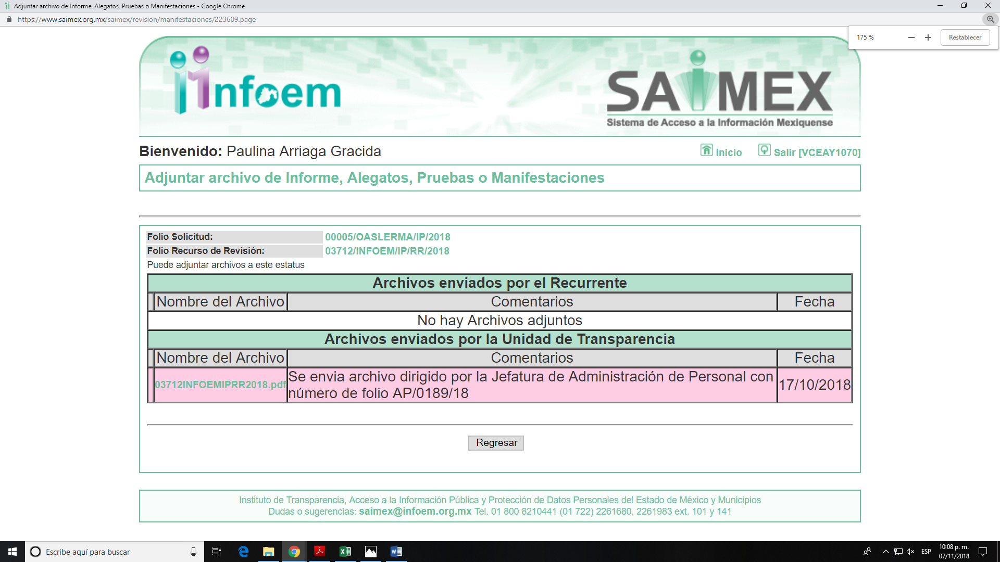 Adjuntar archivo de Informe, Alegatos, Pruebas o Manifestaciones - Google Chrome
https://www.saimex.org.mx/saimex/revision/manifestaciones/223609.page
175 %
Restablecer
infoem
SAIMEX
Sistema de Acceso a la Información Mexiquense
Bienvenido: Paulina Arriaga Gracida
Inicio
Salir [VCEAY1070]
Adjuntar archivo de Informe, Alegatos, Pruebas o Manifestaciones
Folio Solicitud: 00005/OASLERMA/IP/2018
Folio Recurso de Revisión: 03712/INFOEM/IP/RR/2018
Puede adjuntar archivos a este estatus
Archivos enviados por el Recurrente
Nombre del Archivo Comentarios Fecha
No hay Archivos adjuntos
Archivos enviados por la Unidad de Transparencia
Nombre del Archivo Comentarios Fecha
03712INFOEMIPRR2018.pdf
Se envia archivo dirigido por la Jefatura de Administración de Personal con
número de folio AP/0189/18
17/10/2018
Regresar
Instituto de Transparencia, Acceso a la Información Pública y Protección de Datos Personales del Estado de México y Municipios
Dudas o sugerencias: saimex@infoem.org.mx Tel. 01 800 8210441 (01 722) 2261680, 2261983 ext. 101 y 141
Escribe aquí para buscar
ESP
10:08 p. m.
07/11/2018